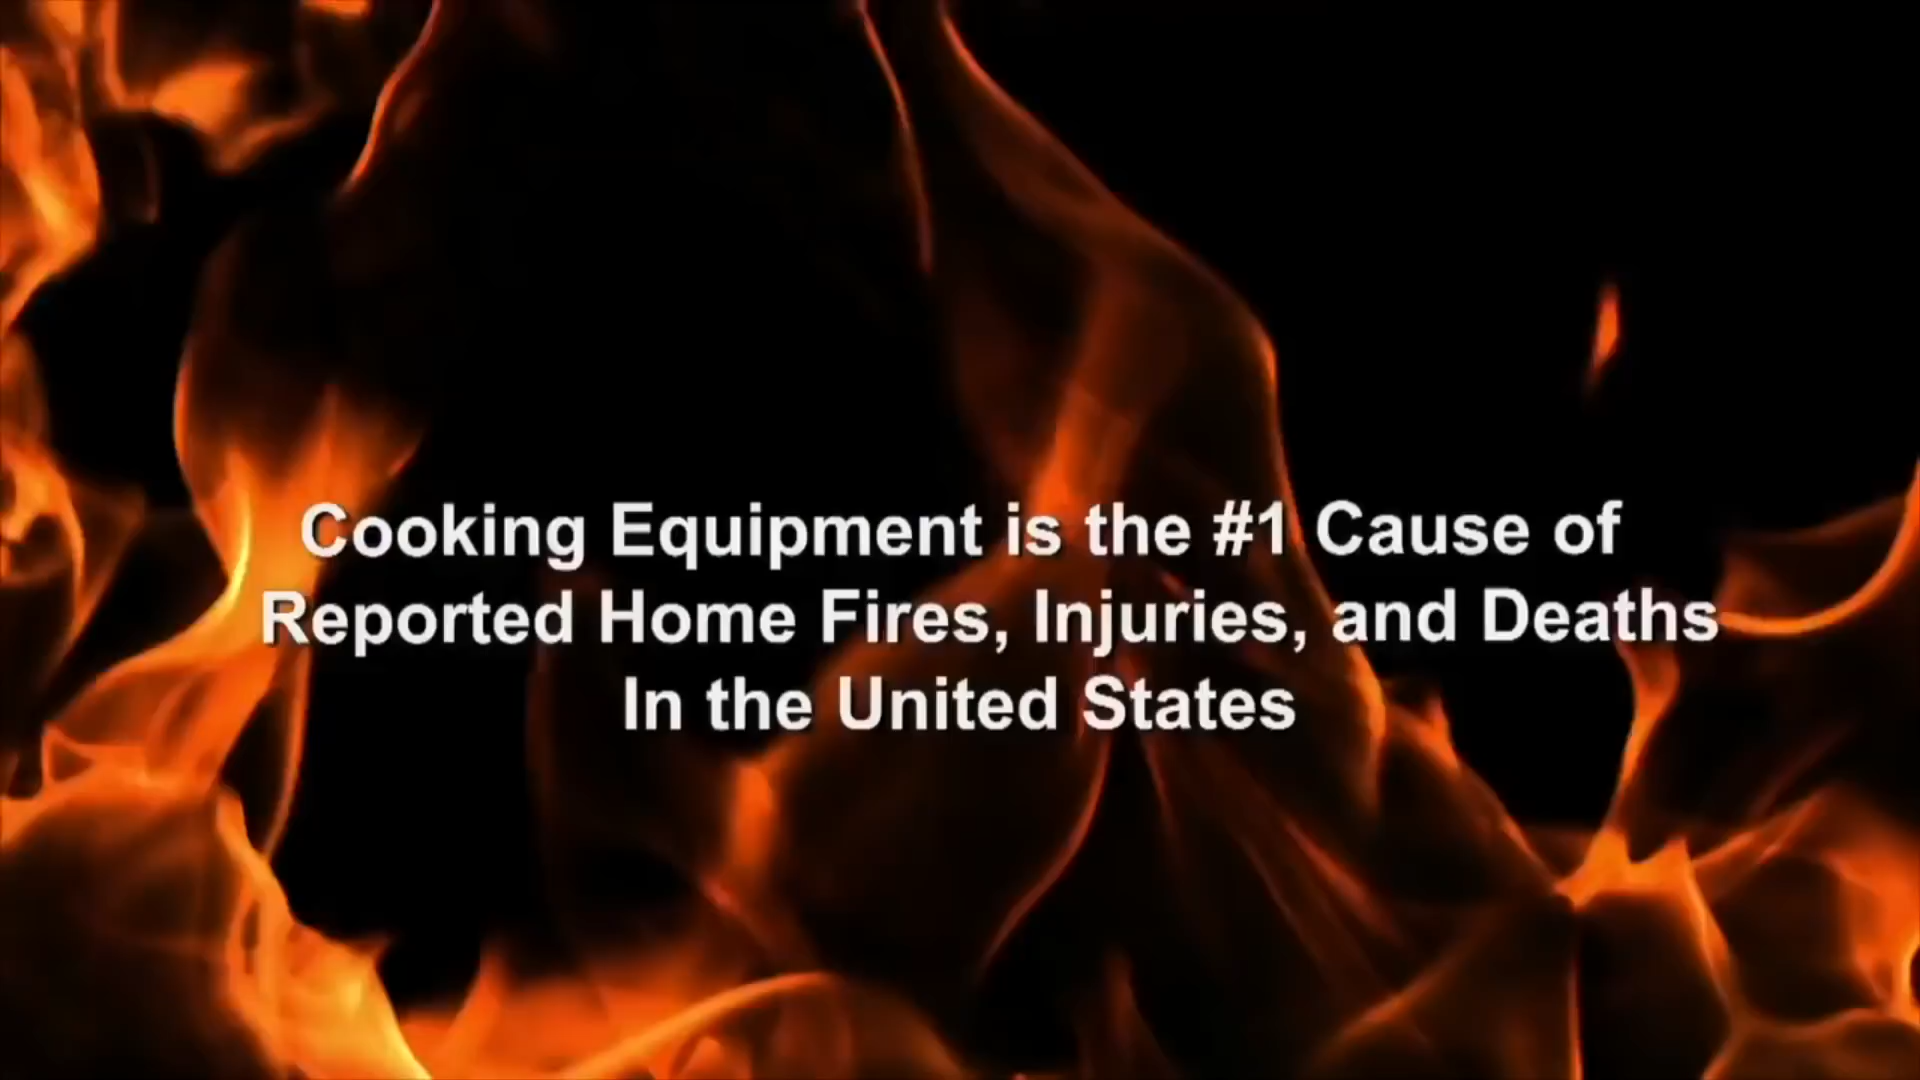 Cooking Equipment is the #1 Cause of
Reported Home Fires, Injuries, and Deaths
In the United States